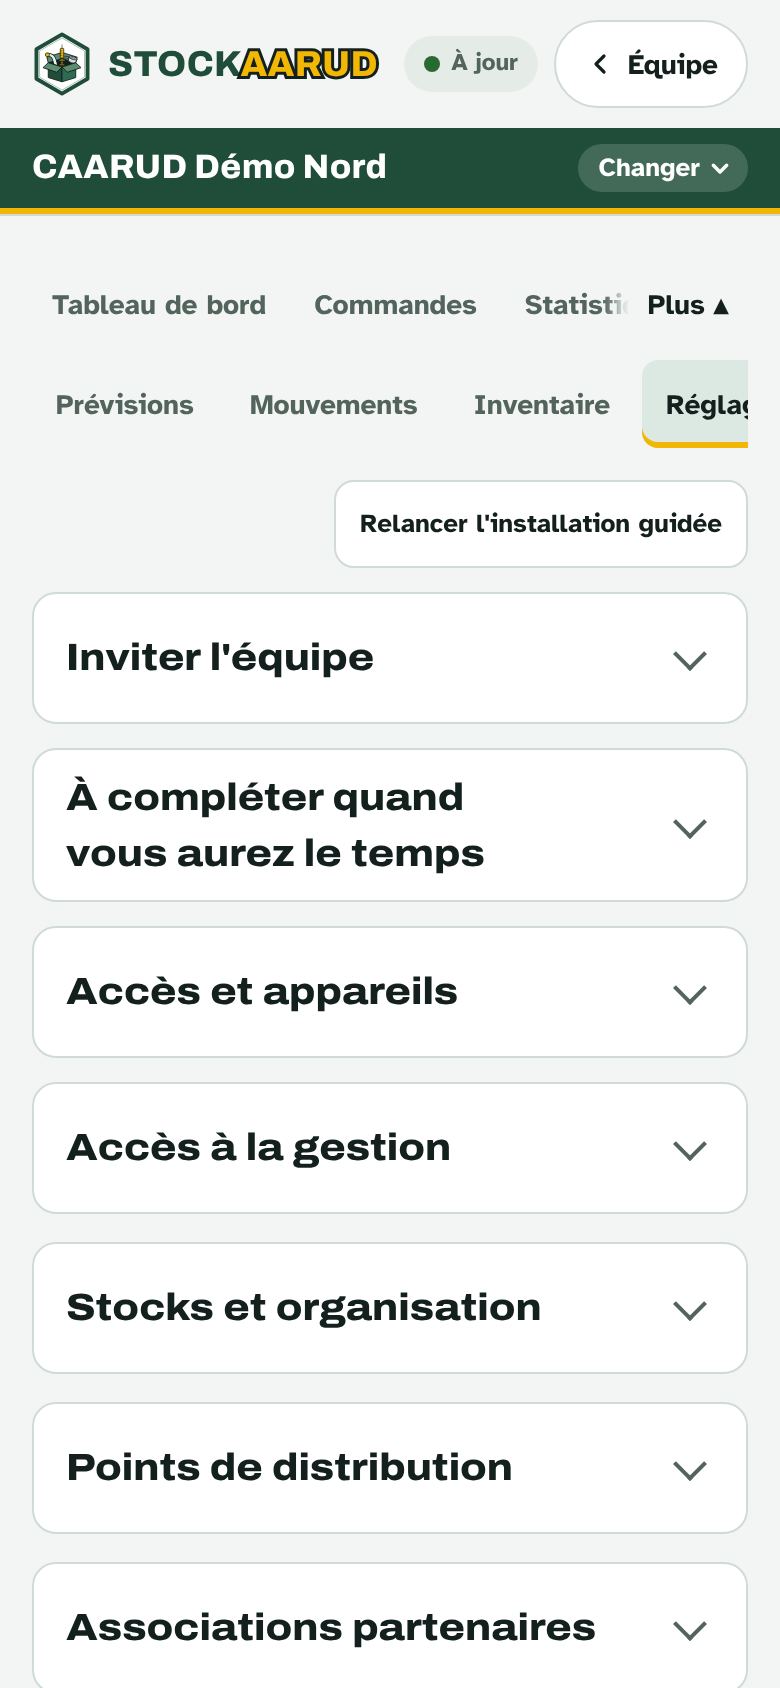 STOCKAARUD
À jour
Équipe
CAARUD Démo Nord
Changer
Tableau de bord
Commandes
Plus ▲
Prévisions
Mouvements
Inventaire
Relancer l'installation guidée
Inviter l'équipe
À compléter quand
vous aurez le temps
Accès et appareils
Accès à la gestion
Stocks et organisation
Points de distribution
Associations partenaires